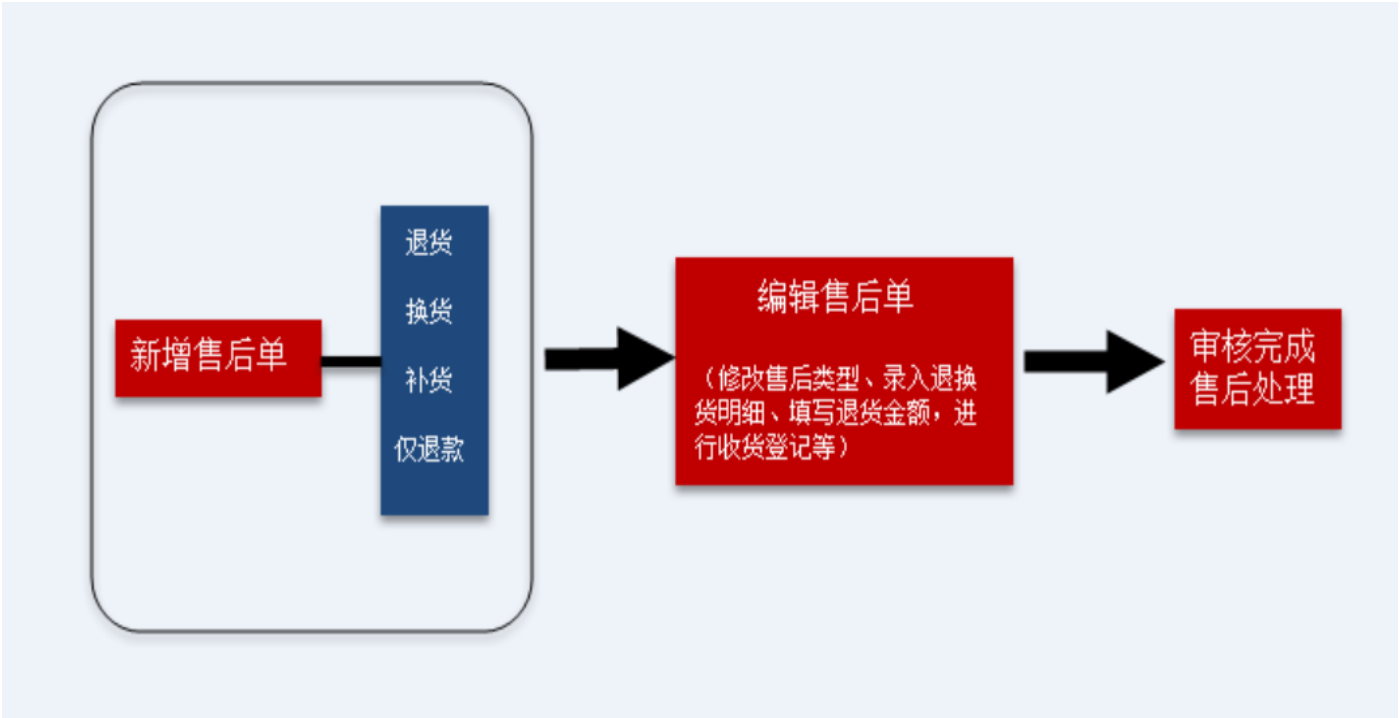 新增售后单
退货
换货
补货
仅退款
编辑售后单
（修改售后类型、录入退换
货明细、填写退货金额，进
行收货登记等）
审核完成
售后处理